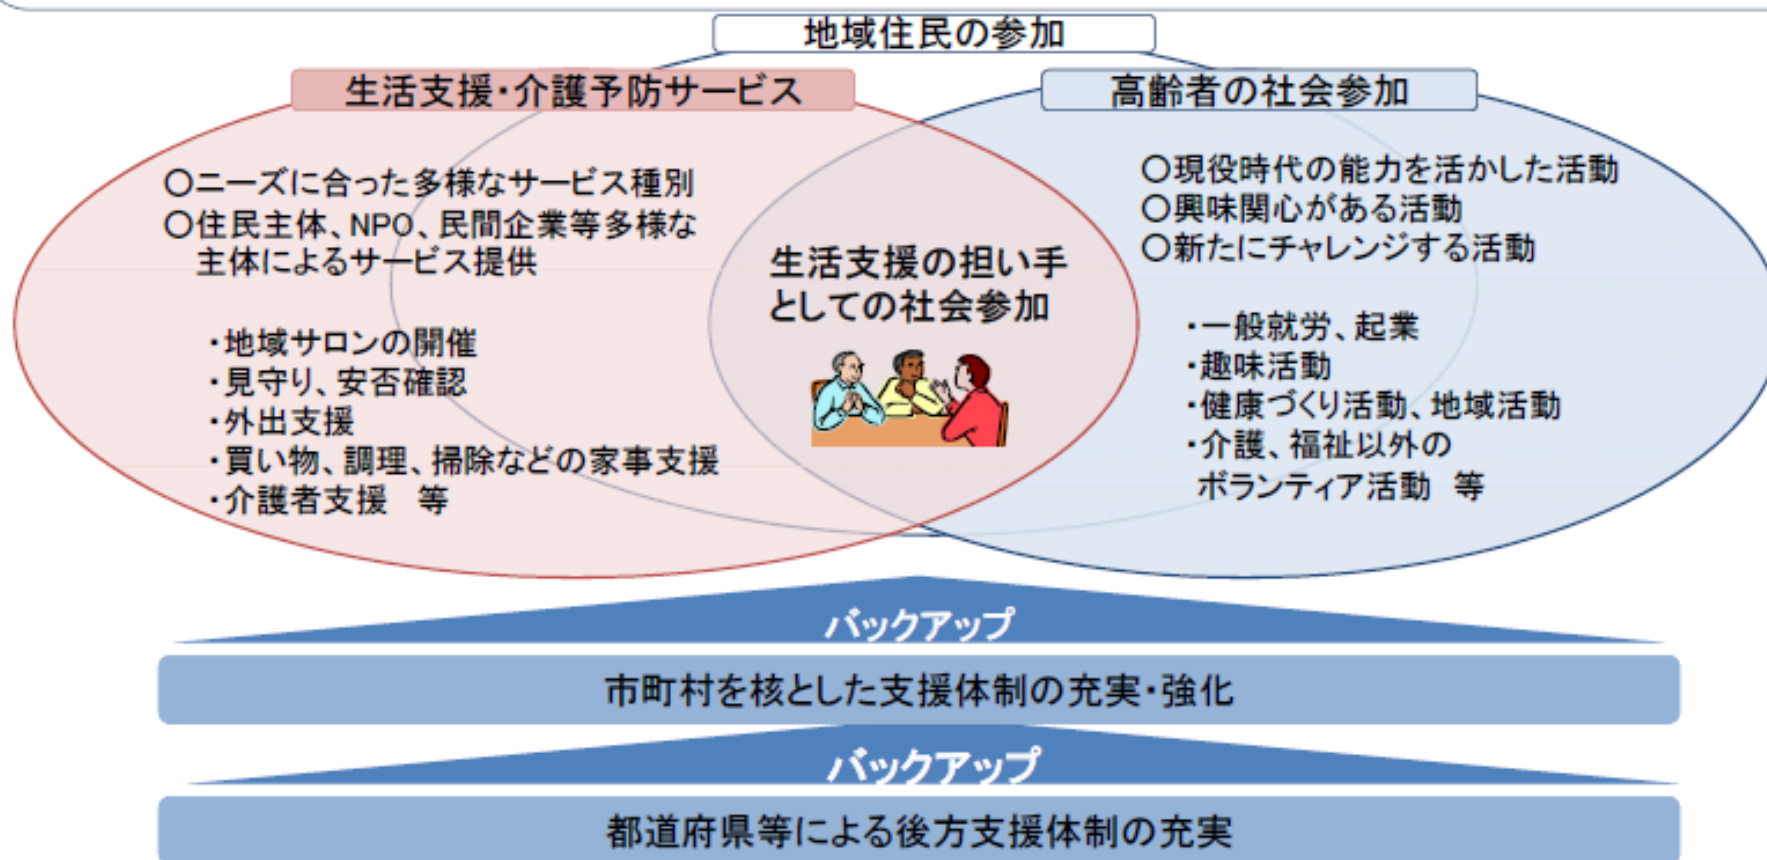 地域住民の参加
生活支援・介護予防サービス
○ニーズに合った多様なサービス種別
○住民主体、NPO、民間企業等多様な
主体によるサービス提供
・地域サロンの開催
・見守り、安否確認
・外出支援
・買い物、調理、掃除などの家事支援
・介護者支援　等
生活支援の担い手
としての社会参加
高齢者の社会参加
○現役時代の能力を活かした活動
○興味関心がある活動
○新たにチャレンジする活動
・一般就労、起業
・趣味活動
・健康づくり活動、地域活動
・介護、福祉以外の
ボランティア活動　等
バックアップ
市町村を核とした支援体制の充実・強化
バックアップ
都道府県等による後方支援体制の充実